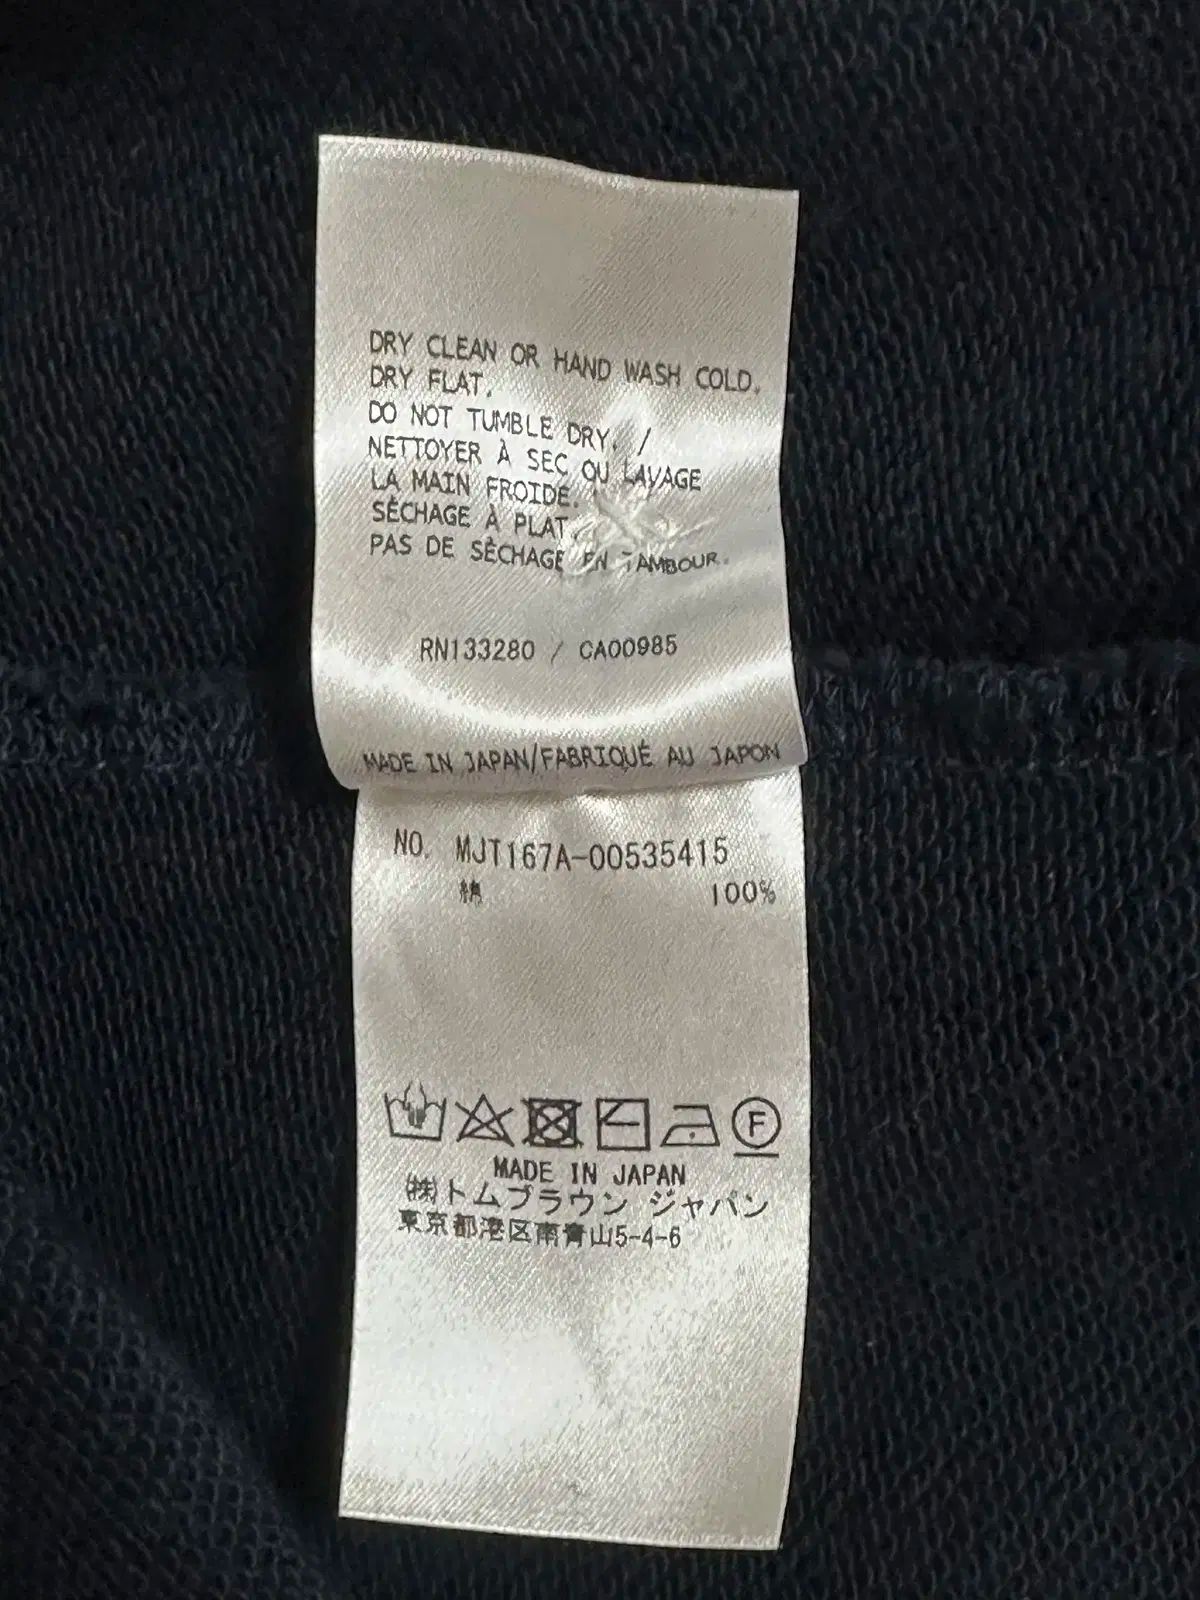 DRY CLEAN OR HAND WASH COLD.
DRY FLAT.
DO NOT TUMBLE DRY. /
NETTOYER À SEC OU LAVAGE
LA MAIN FROIDE.
SÈCHAGE À PLAT.
PAS DE SÈCHAGE EN TAMBOUR.
RN133280 / CA00985
MADE IN JAPAN/FABRIQUÉ AU JAPON
NO. MJT167A-00535415
綿 100%
F
MADE IN JAPAN
㈱トムブラウン ジャパン
東京都港区南青山5-4-6